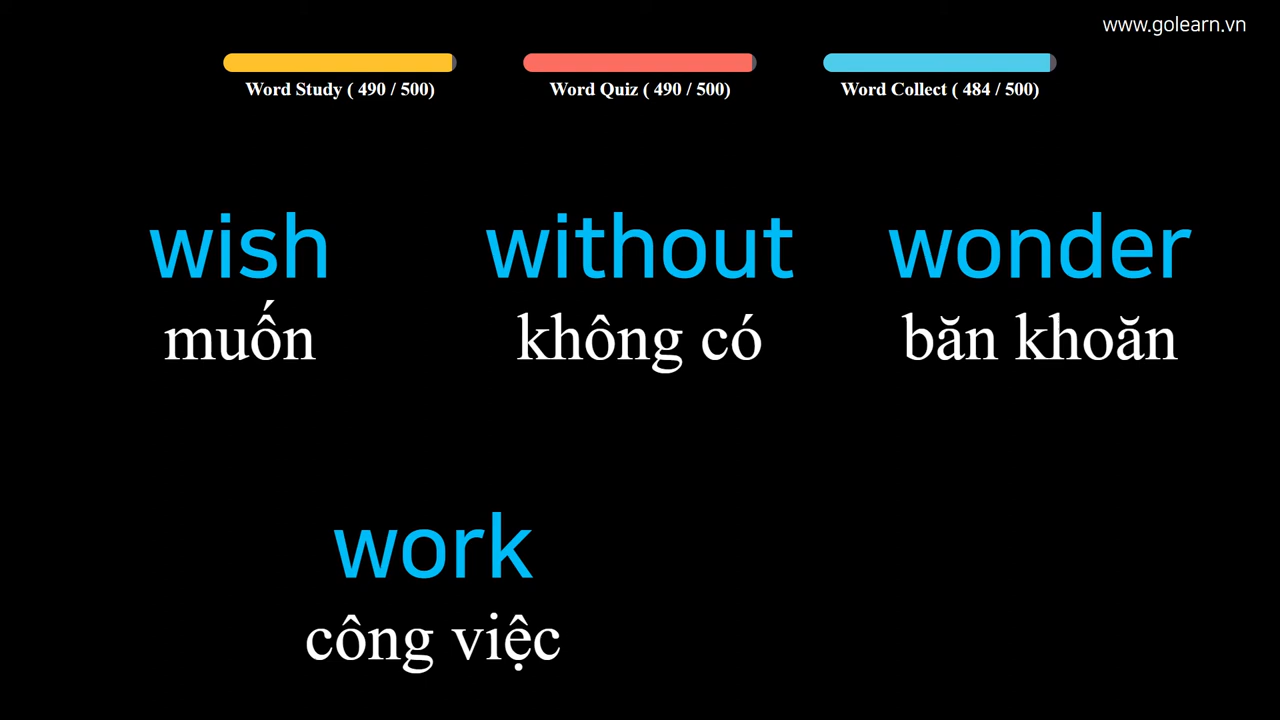 www.golearn.vn
Word Study ( 490 / 500)
Word Quiz ( 490 / 500)
Word Collect ( 484 / 500)
wish
without
wonder
muốn
không có
băn khoăn
work
công việc